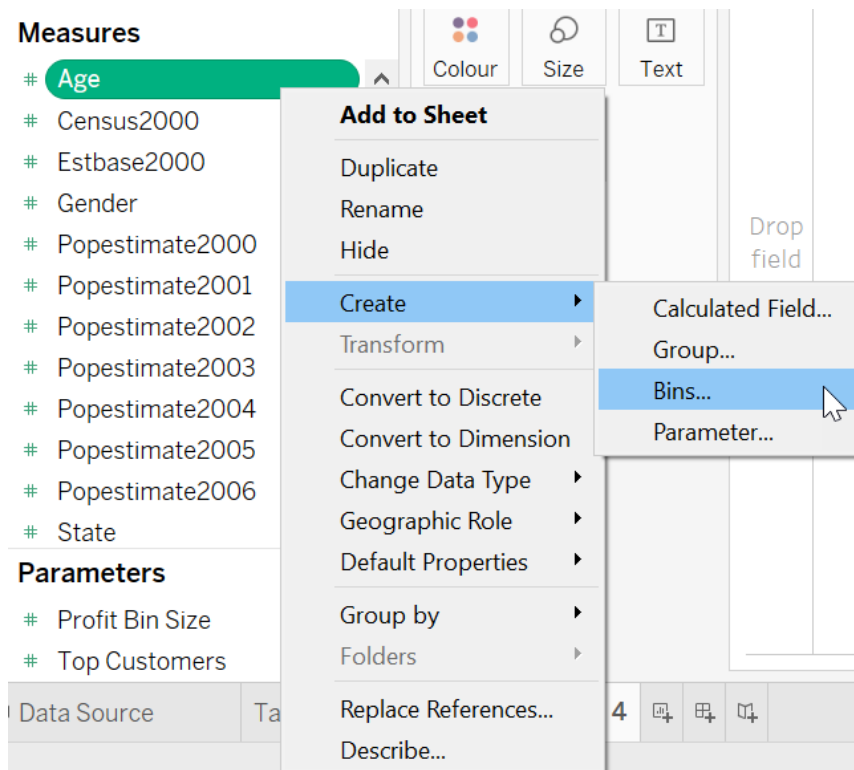 Measures
Age
Census2000
Estbase2000
Gender
Popestimate2000
Popestimate2001
Popestimate2002
Popestimate2003
Popestimate2004
Popestimate2005
Popestimate2006
State
Parameters
Profit Bin Size
Top Customers
Colour
Size
T
Text
Add to Sheet
Duplicate
Rename
Hide
Create
Transform
Convert to Discrete
Convert to Dimension
Change Data Type
Geographic Role
Default Properties
Group by
Folders
Replace References...
Describe...
Calculated Field...
Group...
Bins...
Parameter...
Drop
field
Data Source
Ta
4